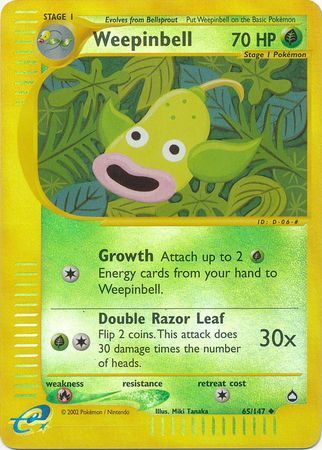 STAGE 1
Evolves from Bellsprout Put Weepinbell on the Basic Pokémon
Weepinbell 70 HP
Stage 1 Pokémon
ID: D-06-#
Growth Attach up to 2
Energy cards from your hand to
Weepinbell.
Double Razor Leaf
Flip 2 coins. This attack does
30 damage times the number
of heads.
30x
weakness resistance retreat cost
e
© 2002 Pokémon / Nintendo Illus. Miki Tanaka 65/147 ◆